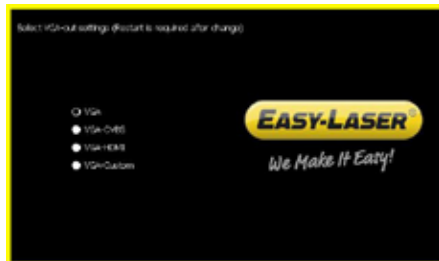 Select VGA-out settings (Restart is required after change)
VGA
VGA-CVBS
VGA-HDMI
VGA-Custom
EASY-LASER®
We Make It Easy!